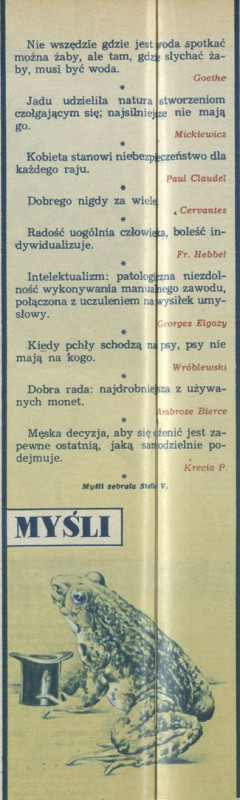 Nie wszędzie gdzie jest woda spotkać
można żaby, ale tam, gdzie słychać ża-
by, musi być woda.
Goethe
*
Jadu udzieliła natura stworzeniom
czołgającym się; najsilniejsze nie mają
go.
Mickiewicz
*
Kobieta stanowi niebezpieczeństwo dla
każdego raju.
Paul Claudel
*
Dobrego nigdy za wiele.
Cervantes
*
Radość uogólnia człowieka, boleść in-
dywidualizuje.
Fr. Hebbel
*
Intelektualizm: patologiczna niezdol-
ność wykonywania manualnego zawodu,
połączona z uczuleniem na wysiłek umy-
słowy.
Georges Elgozy
*
Kiedy pchły schodzą na psy, psy nie
mają na kogo.
Wróblewski
*
Dobra rada: najdrobniejsza z używa-
nych monet.
Ambrose Bierce
*
Męska decyzja, aby się ożenić jest za-
pewne ostatnią, jaką samodzielnie po-
dejmuje.
Krecia P.
*
Myśli zebrała Stella V.
MYŚLI